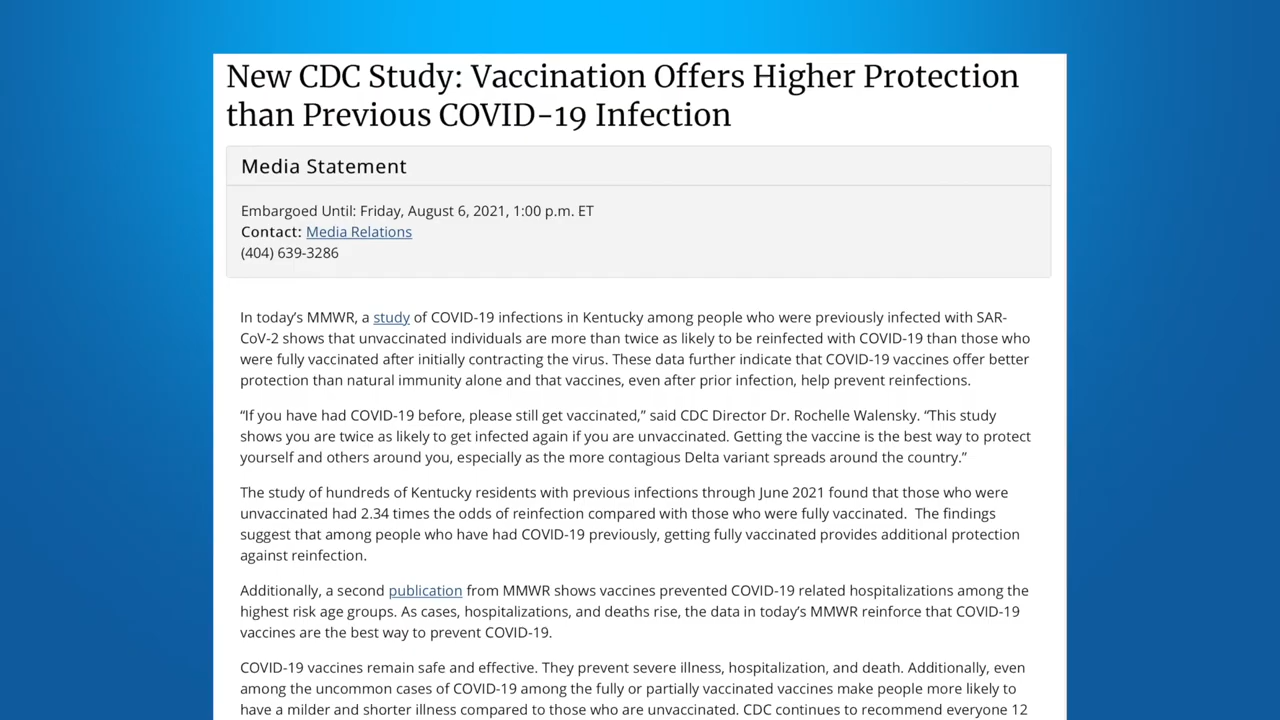 New CDC Study: Vaccination Offers Higher Protection
than Previous COVID-19 Infection
Media Statement
Embargoed Until: Friday, August 6, 2021, 1:00 p.m. ET
Contact: Media Relations
(404) 639-3286
In today’s MMWR, a study of COVID-19 infections in Kentucky among people who were previously infected with SAR-
CoV-2 shows that unvaccinated individuals are more than twice as likely to be reinfected with COVID-19 than those who
were fully vaccinated after initially contracting the virus. These data further indicate that COVID-19 vaccines offer better
protection than natural immunity alone and that vaccines, even after prior infection, help prevent reinfections.
“If you have had COVID-19 before, please still get vaccinated,” said CDC Director Dr. Rochelle Walensky. “This study
shows you are twice as likely to get infected again if you are unvaccinated. Getting the vaccine is the best way to protect
yourself and others around you, especially as the more contagious Delta variant spreads around the country.”
The study of hundreds of Kentucky residents with previous infections through June 2021 found that those who were
unvaccinated had 2.34 times the odds of reinfection compared with those who were fully vaccinated.  The findings
suggest that among people who have had COVID-19 previously, getting fully vaccinated provides additional protection
against reinfection.
Additionally, a second publication from MMWR shows vaccines prevented COVID-19 related hospitalizations among the
highest risk age groups. As cases, hospitalizations, and deaths rise, the data in today’s MMWR reinforce that COVID-19
vaccines are the best way to prevent COVID-19.
COVID-19 vaccines remain safe and effective. They prevent severe illness, hospitalization, and death. Additionally, even
among the uncommon cases of COVID-19 among the fully or partially vaccinated vaccines make people more likely to
have a milder and shorter illness compared to those who are unvaccinated. CDC continues to recommend everyone 12